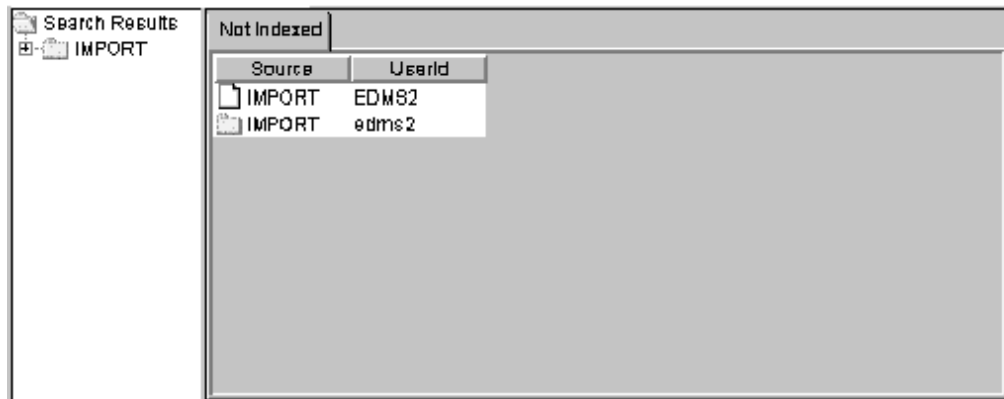 Search Results
IMPORT
Not Indexed
Source UserId
IMPORT EDMS2
IMPORT edms2